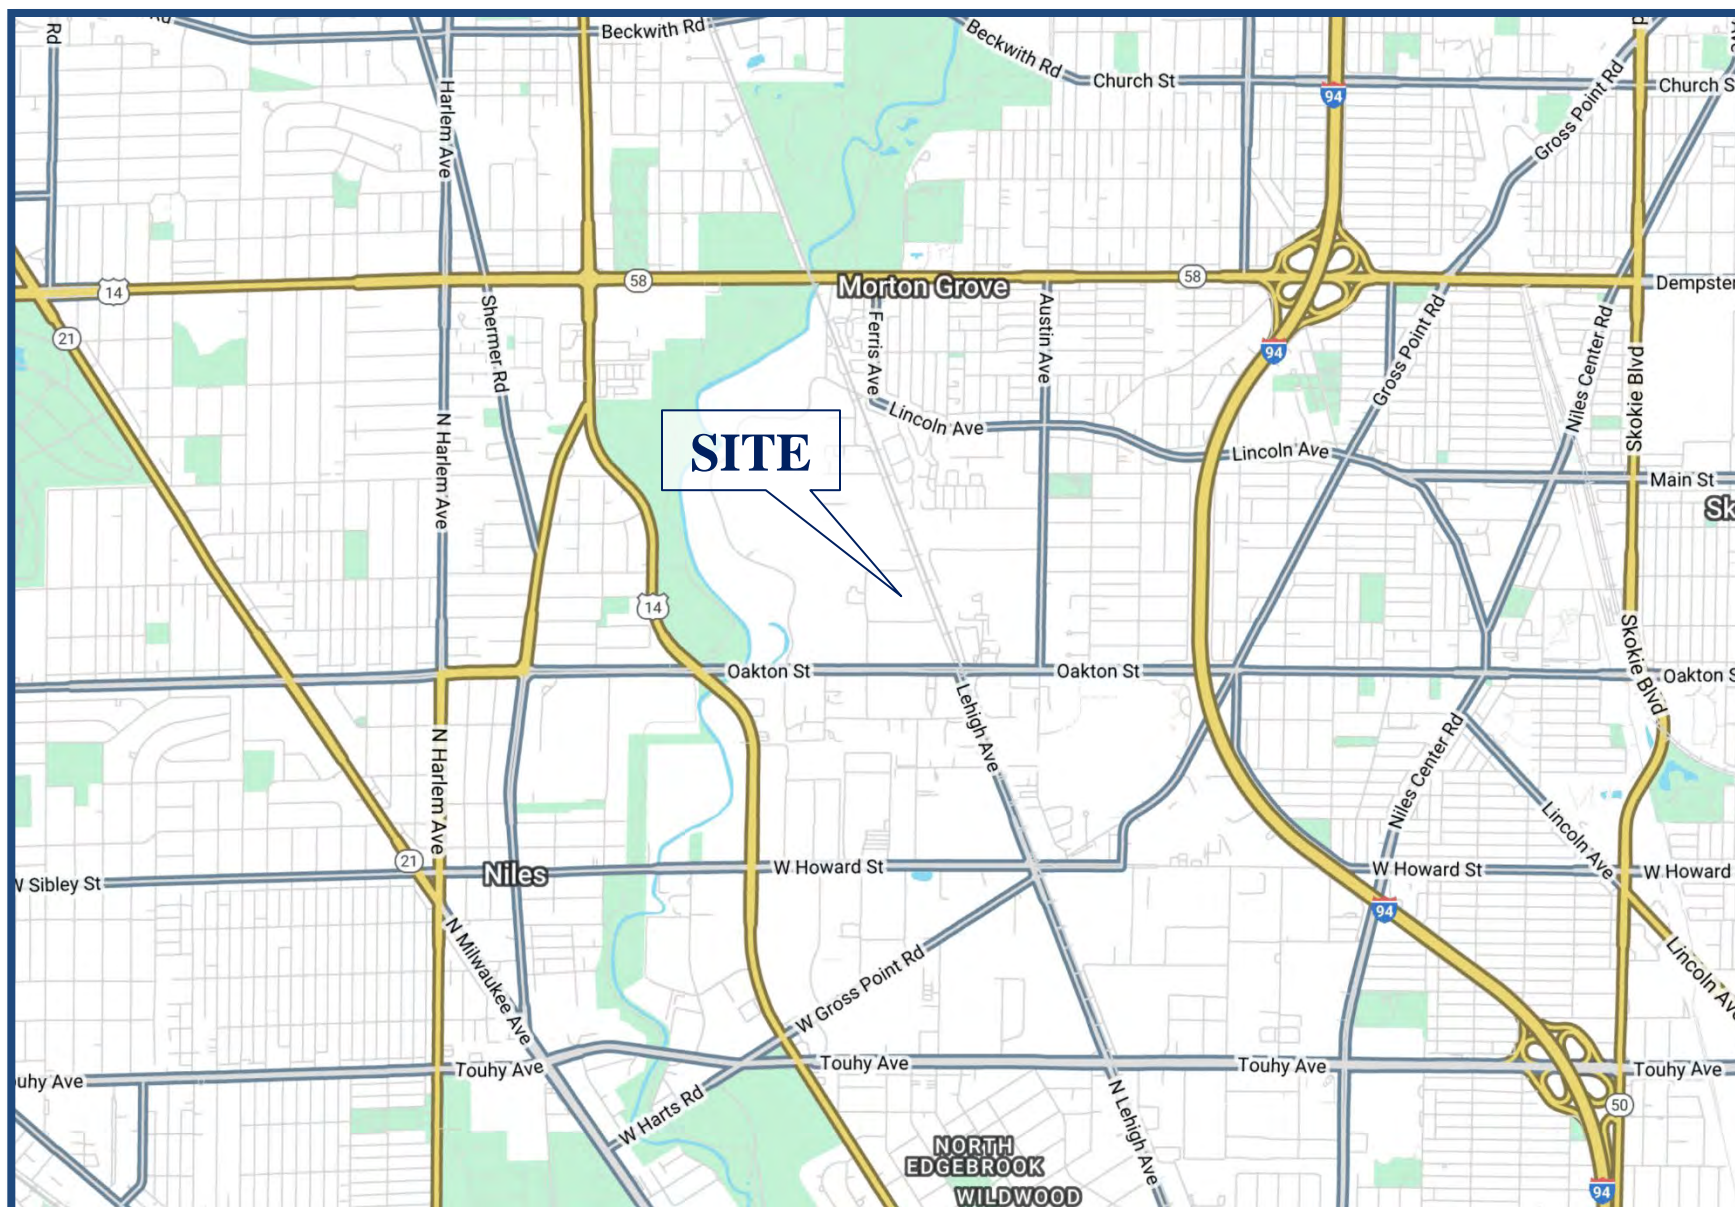 Rd
Beckwith Rd
Beckwith Rd
Church St
94
Gross Point Rd
Church S
Harlem Ave
14
58
Morton Grove
58
Dempster
21
Shermer Rd
Ferris Ave
Austin Ave
94
Gross Point Rd
Niles Center Rd
Skokie Blvd
N Harlem Ave
SITE
Lincoln Ave
Lincoln Ave
Main St
Sk
14
Oakton St
Oakton St
Oakton S
Skokie Blvd
N Harlem Ave
Lehigh Ave
Niles Center Rd
Lincoln Ave
21
Niles
W Howard St
W Howard St
W Howard
W Sibley St
94
N Milwaukee Ave
W Gross Point Rd
Lincoln Ave
Touhy Ave
Touhy Ave
Touhy Ave
Touhy Ave
ouhy Ave
W Harts Rd
N Lehigh Ave
50
NORTH
EDGEBROOK
WILDWOOD
94